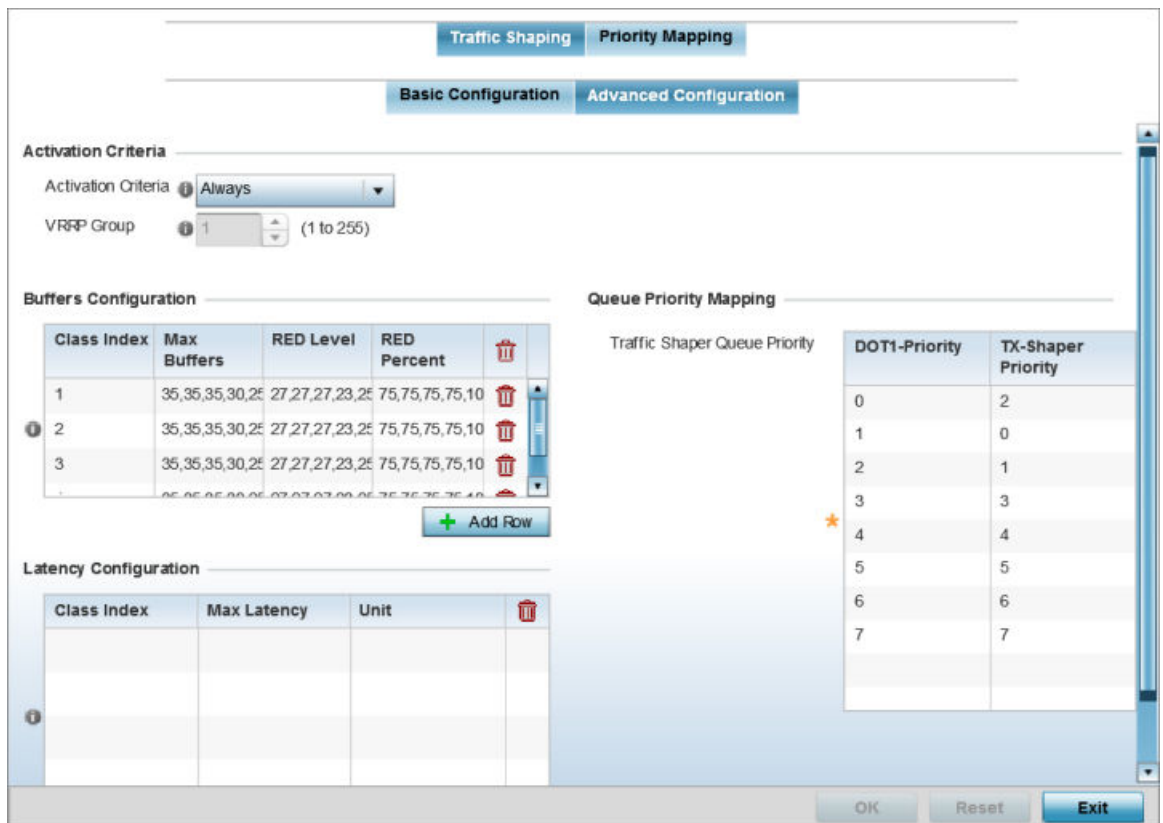 Traffic Shaping Priority Mapping
Basic Configuration Advanced Configuration
Activation Criteria
Activation Criteria Always
VRRP Group 1 (1 to 255)
Buffers Configuration
Class Index Max Buffers RED Level RED Percent
1 35,35,35,30,25 27,27,27,23,25 75,75,75,75,10
2 35,35,35,30,25 27,27,27,23,25 75,75,75,75,10
3 35,35,35,30,25 27,27,27,23,25 75,75,75,75,10
Add Row
Latency Configuration
Class Index Max Latency Unit
Queue Priority Mapping
Traffic Shaper Queue Priority
DOT1-Priority TX-Shaper Priority
0 2
1 0
2 1
3 3
4 4
5 5
6 6
7 7
OK Reset Exit